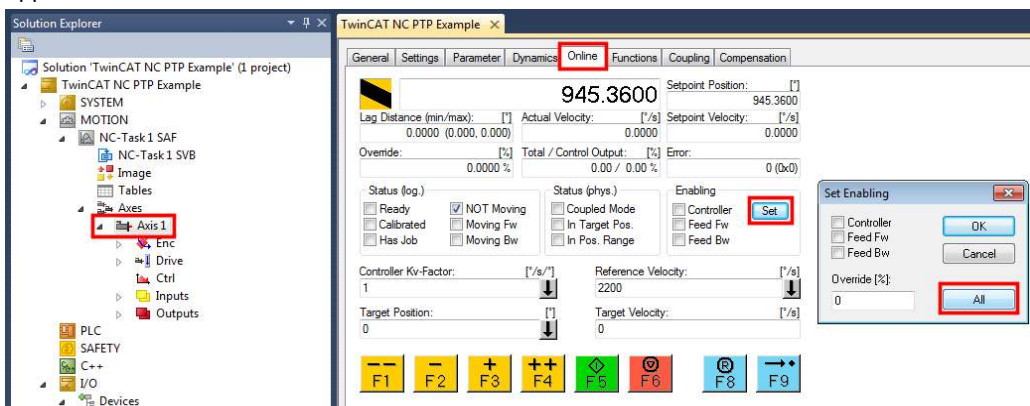 Solution Explorer
TwinCAT NC PTP Example
Solution 'TwinCAT NC PTP Example' (1 project)
TwinCAT NC PTP Example
SYSTEM
MOTION
NC-Task 1 SAF
NC-Task 1 SVB
Image
Tables
Axes
Axis 1
Enc
Drive
Ctrl
Inputs
Outputs
PLC
SAFETY
C++
I/O
Devices
General Settings Parameter Dynamics Online Functions Coupling Compensation
945.3600
Setpoint Position: [°]
945.3600
Lag Distance (min/max): [°] Actual Velocity: [°/s] Setpoint Velocity: [°/s]
0.0000 (0.000, 0.000) 0.0000 0.0000
Override: [%] Total / Control Output: [%] Error:
0.0000 % 0.00 / 0.00 % 0 (0x0)
Status (log.) Status (phys.) Enabling
Ready NOT Moving Coupled Mode Controller Set
Calibrated Moving Fw In Target Pos. Feed Fw
Has Job Moving Bw In Pos. Range Feed Bw
Controller Kv-Factor: [°/s/°] Reference Velocity: [°/s]
1 2200
Target Position: [°] Target Velocity: [°/s]
0 0
-- - + ++
F1 F2 F3 F4 F5 F6 R F8 F9
Set Enabling
Controller OK
Feed Fw
Feed Bw Cancel
Override [%]:
0 All